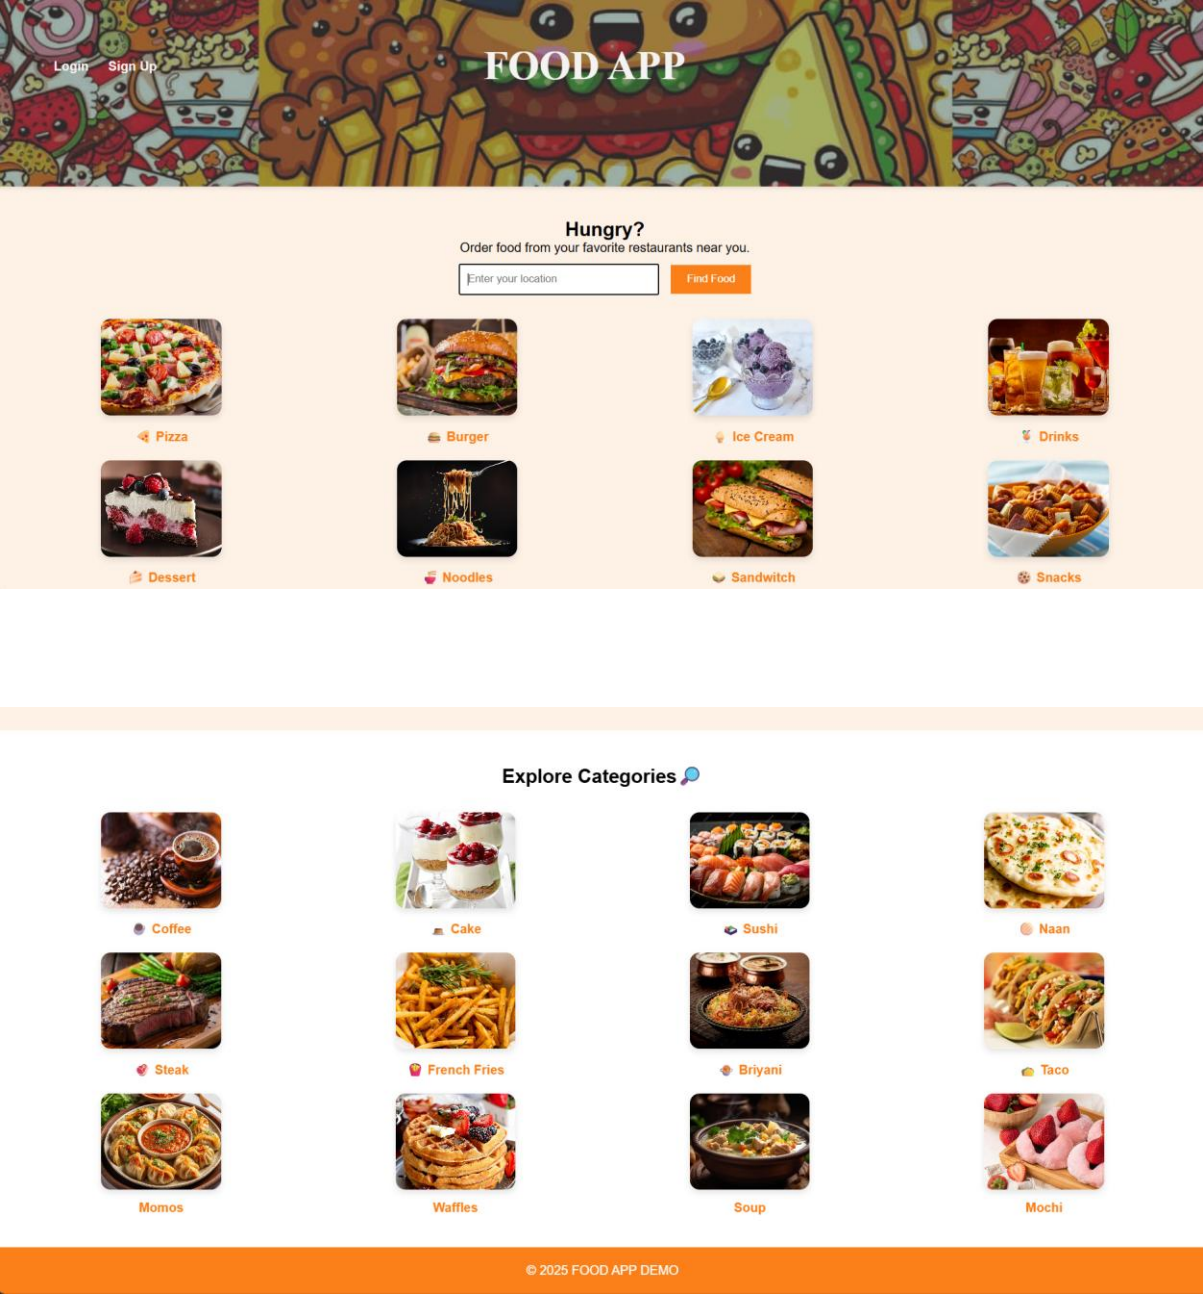 Login Sign Up
FOOD APP
Hungry?
Order food from your favorite restaurants near you.
Enter your location Find Food
Pizza Burger Ice Cream Drinks
Dessert Noodles Sandwitch Snacks
Explore Categories
Coffee Cake Sushi Naan
Steak French Fries Briyani Taco
Momos Waffles Soup Mochi
© 2025 FOOD APP DEMO